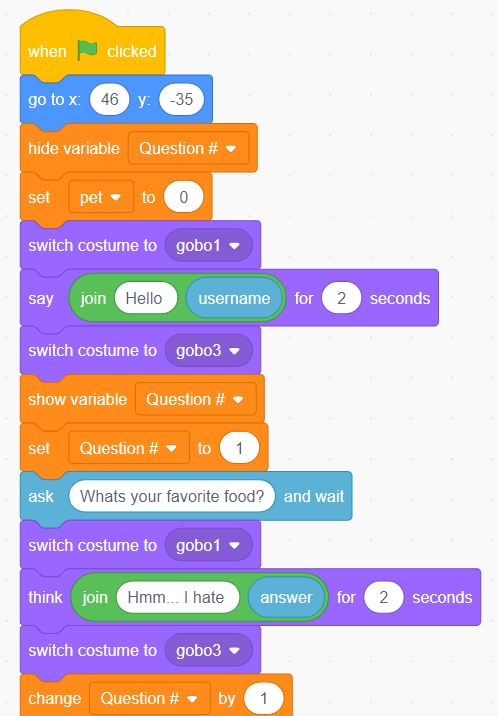 when clicked
go to x: 46 y: -35
hide variable Question #
set pet to 0
switch costume to gobo1
say join Hello username for 2 seconds
switch costume to gobo3
show variable Question #
set Question # to 1
ask Whats your favorite food? and wait
switch costume to gobo1
think join Hmm... I hate answer for 2 seconds
switch costume to gobo3
change Question # by 1